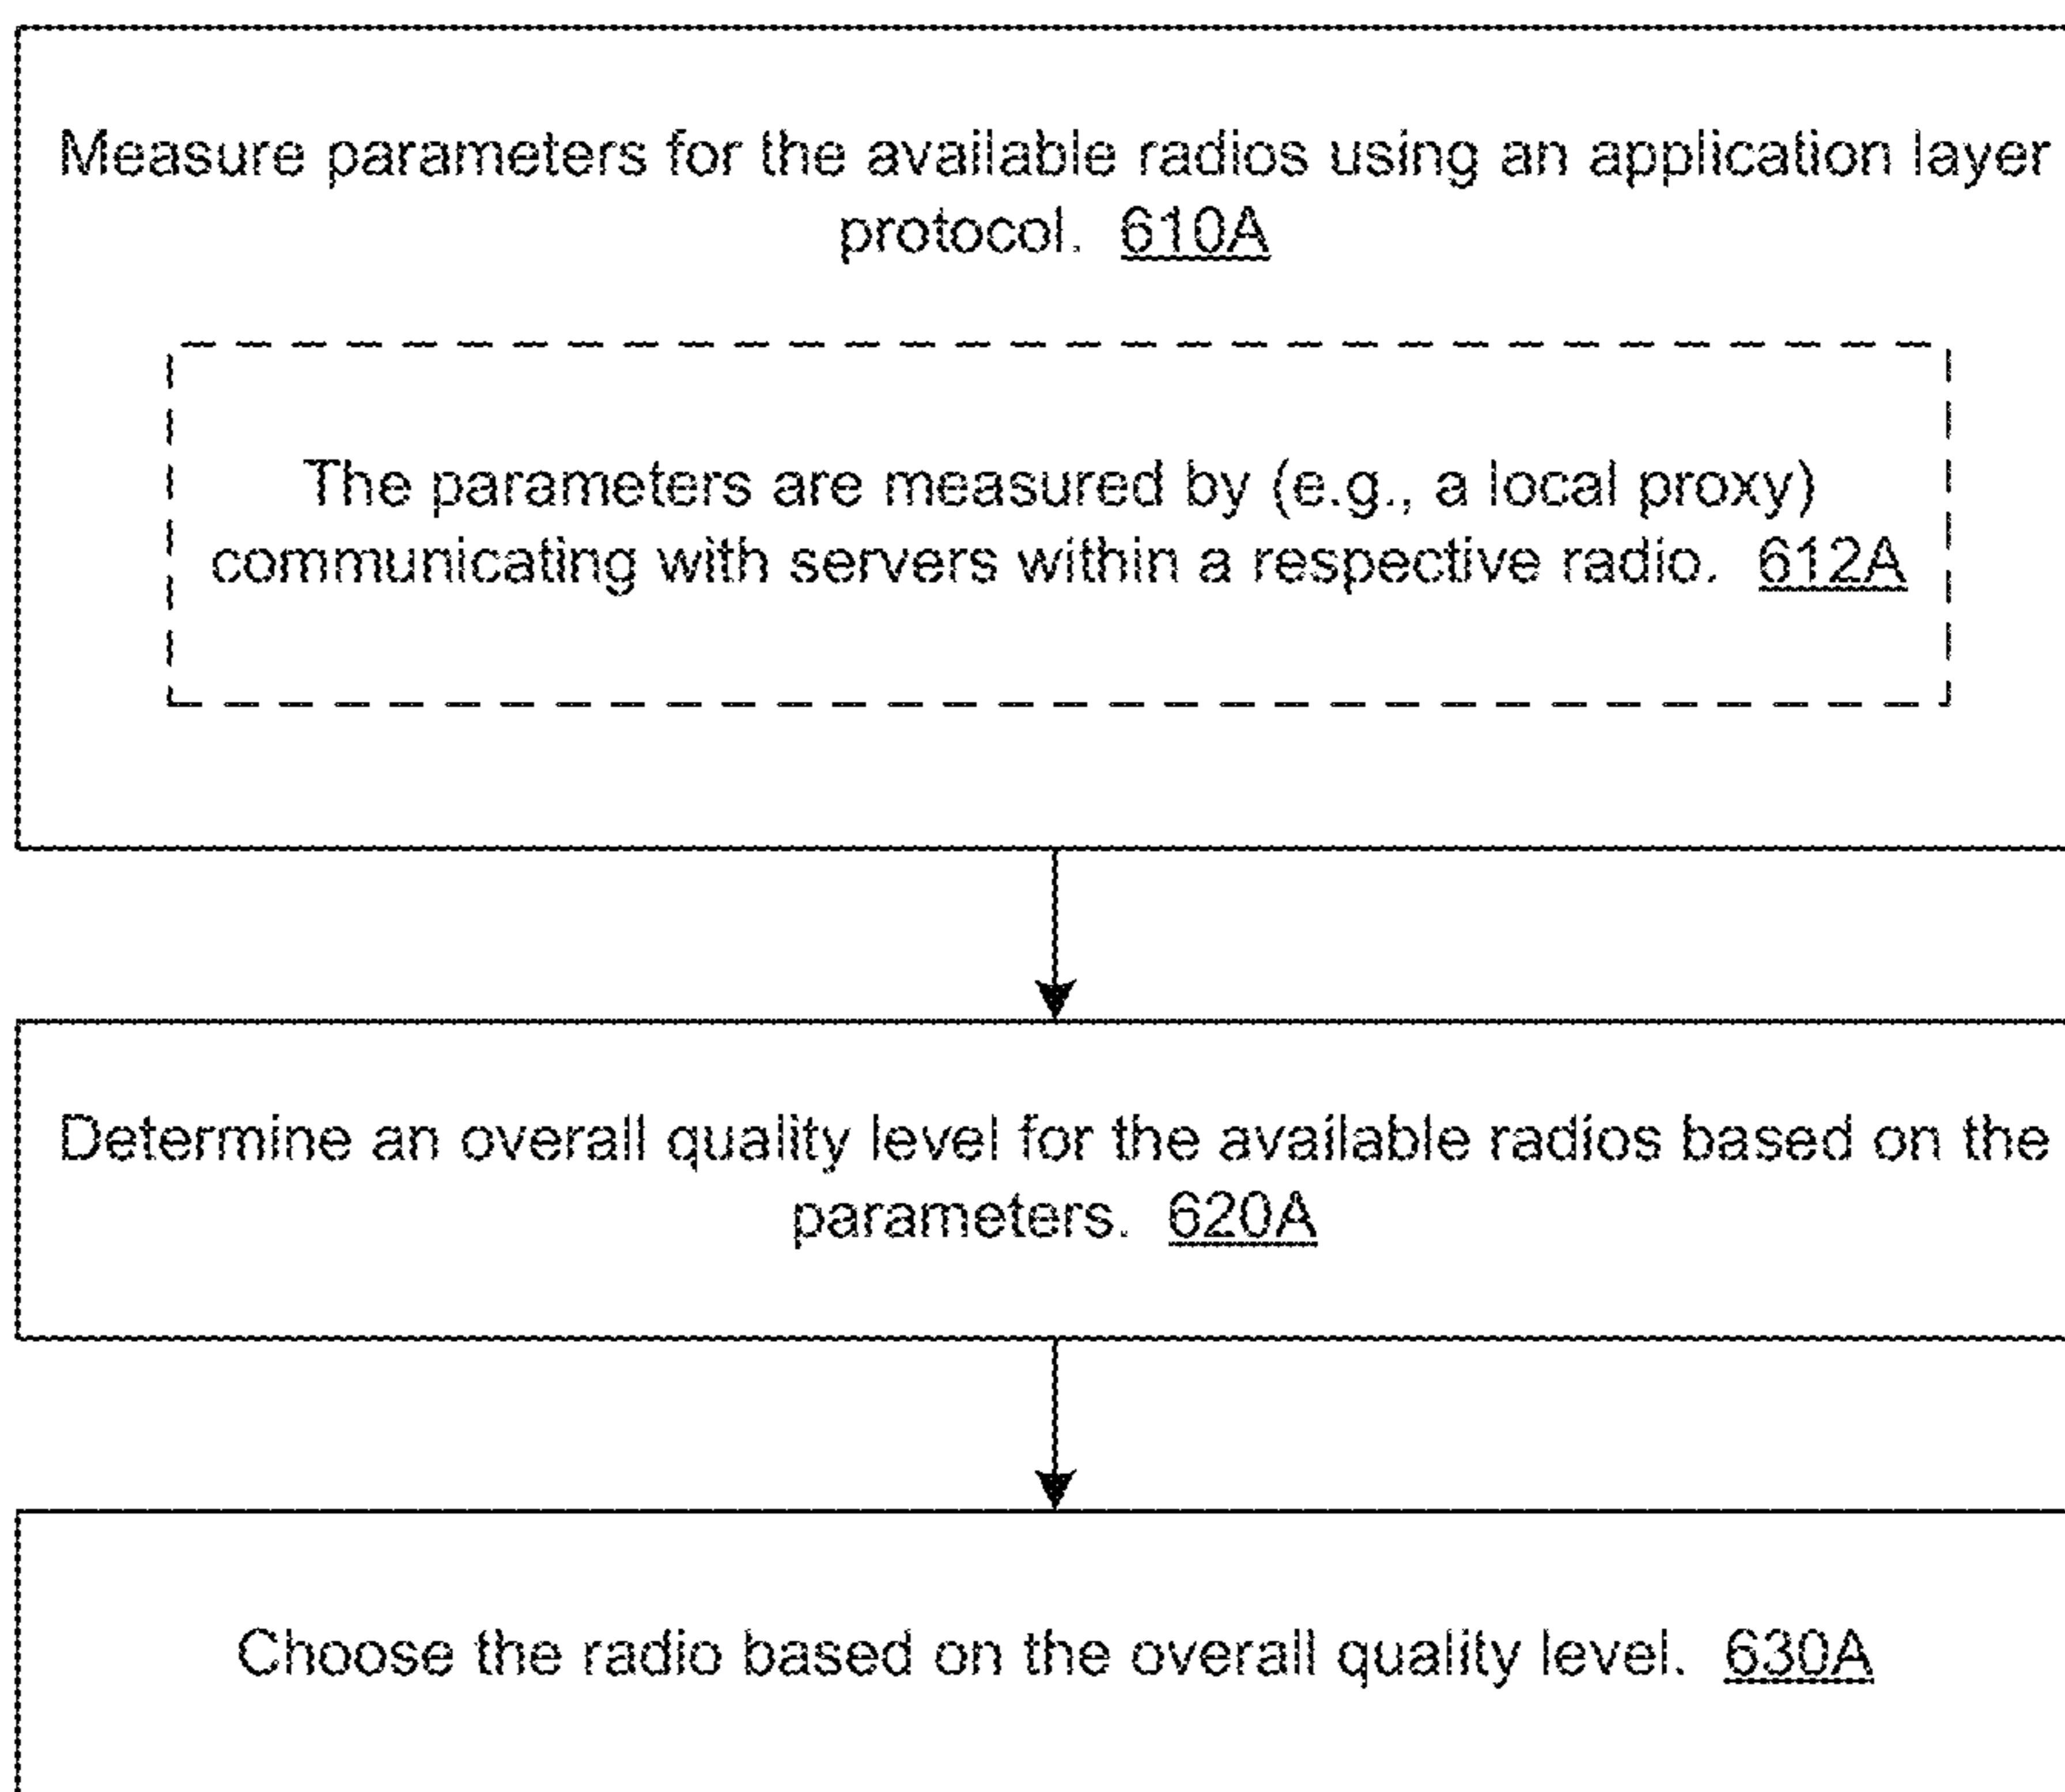 Measure parameters for the available radios using an application layer
protocol. 610A
The parameters are measured by (e.g., a local proxy)
communicating with servers within a respective radio. 612A
Determine an overall quality level for the available radios based on the
parameters. 620A
Choose the radio based on the overall quality level. 630A